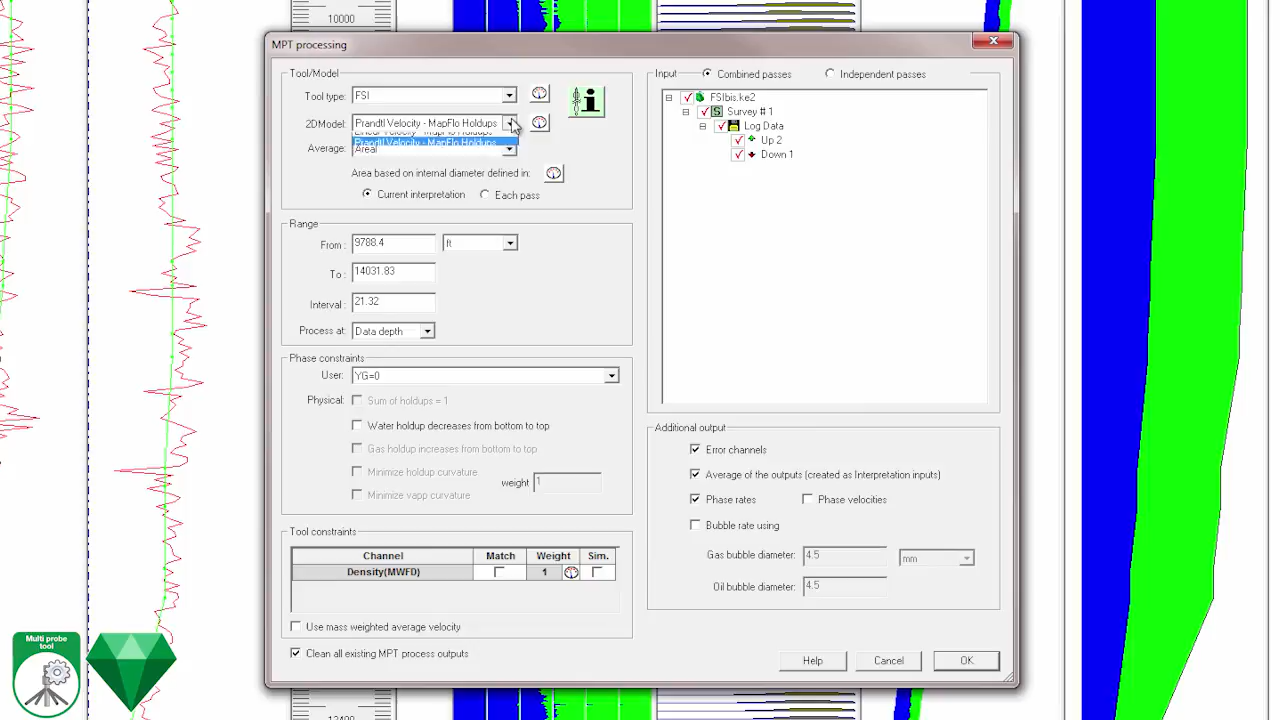 10000
MPT processing
Tool/Model
Tool type: FSI
2DModel: Prandtl Velocity - MapFlo Holdups
Linear Velocity - MapFlo Holdups
Prandtl Velocity - MapFlo Holdups
Average: Areal
Area based on internal diameter defined in:
Current interpretation
Each pass
Range
From : 9788.4 ft
To : 14031.83
Interval : 21.32
Process at: Data depth
Phase constraints
User: YG=0
Physical: Sum of holdups = 1
Water holdup decreases from bottom to top
Gas holdup increases from bottom to top
Minimize holdup curvature
weight 1
Minimize vapp curvature
Tool constraints
Channel Match Weight Sim.
Density(MWFD) 1
Use mass weighted average velocity
Clean all existing MPT process outputs
Input Combined passes Independent passes
FSIbis.ke2
S Survey # 1
Log Data
Up 2
Down 1
Additional output
Error channels
Average of the outputs (created as Interpretation inputs)
Phase rates Phase velocities
Bubble rate using
Gas bubble diameter: 4.5 mm
Oil bubble diameter: 4.5
Help Cancel OK
Multi probe
tool